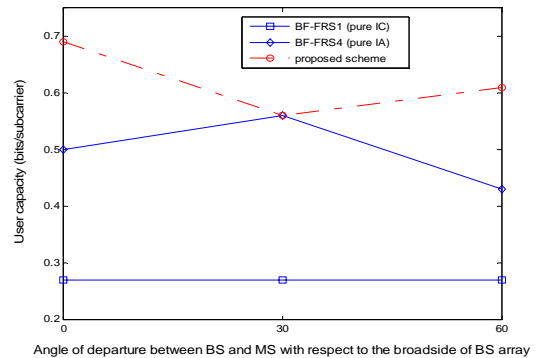 BF-FRS1 (pure IC)
BF-FRS4 (pure IA)
proposed scheme
0.7
0.6
0.5
0.4
0.3
0.2
User capacity (bits/subcarrier)
0
30
60
Angle of departure between BS and MS with respect to the broadside of BS array